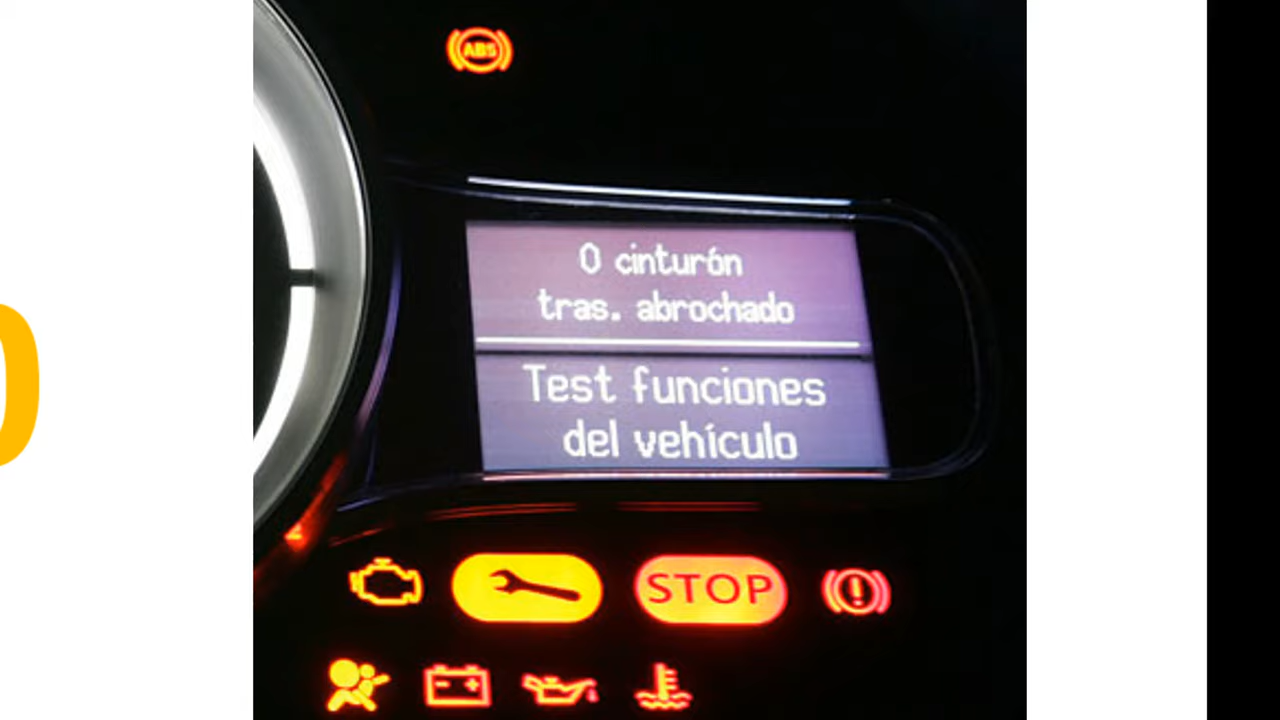 ABS
0 cinturón
tras. abrochado
Test funciones
del vehículo
STOP